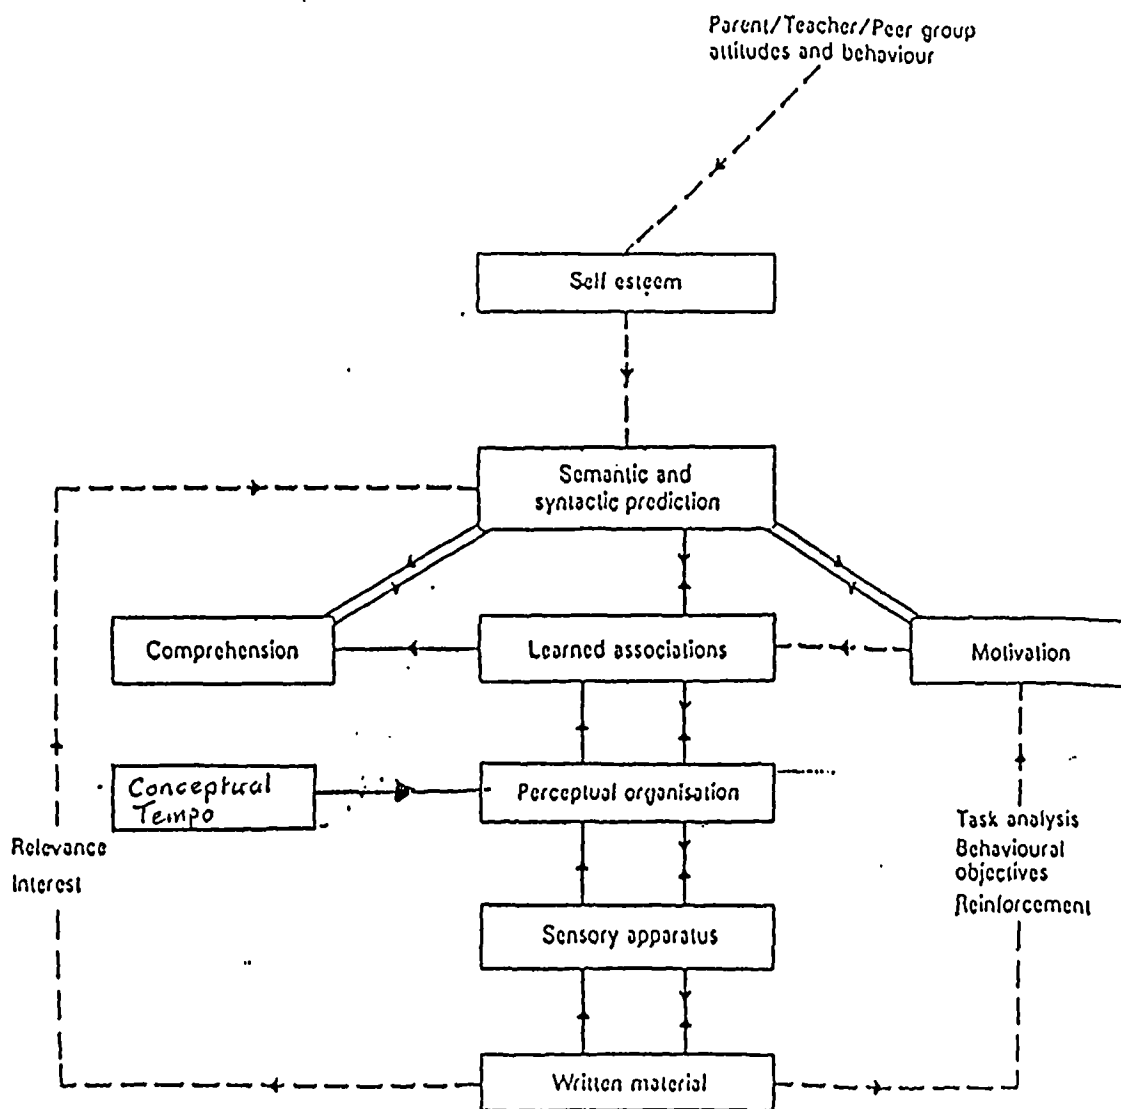 Parent/Teacher/Peer group
attitudes and behaviour
Self esteem
Semantic and
syntactic prediction
Comprehension
Learned associations
Motivation
Conceptual
Tempo
Perceptual organisation
Relevance
Interest
Task analysis
Behavioural
objectives
Reinforcement
Sensory apparatus
Written material